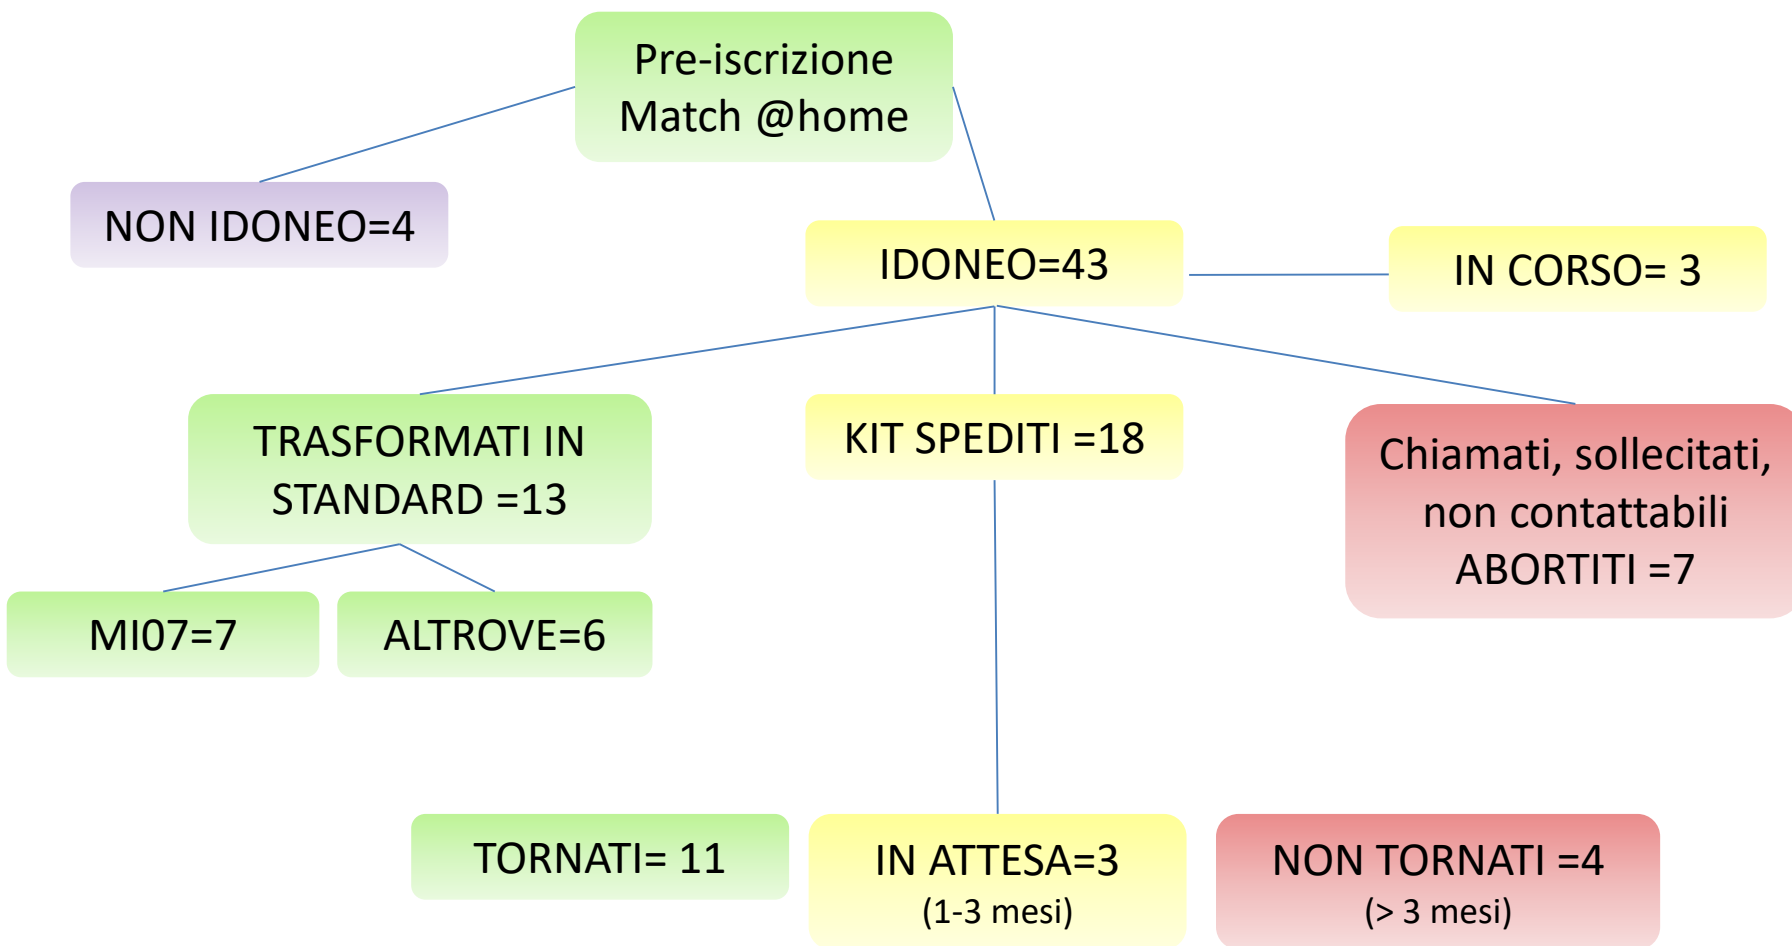 Pre-iscrizione
Match @home
NON IDONEO=4
IDONEO=43
IN CORSO= 3
TRASFORMATI IN
STANDARD =13
KIT SPEDITI =18
Chiamati, sollecitati,
non contattabili
ABORTITI =7
MI07=7
ALTROVE=6
TORNATI= 11
IN ATTESA=3
(1-3 mesi)
NON TORNATI =4
(> 3 mesi)